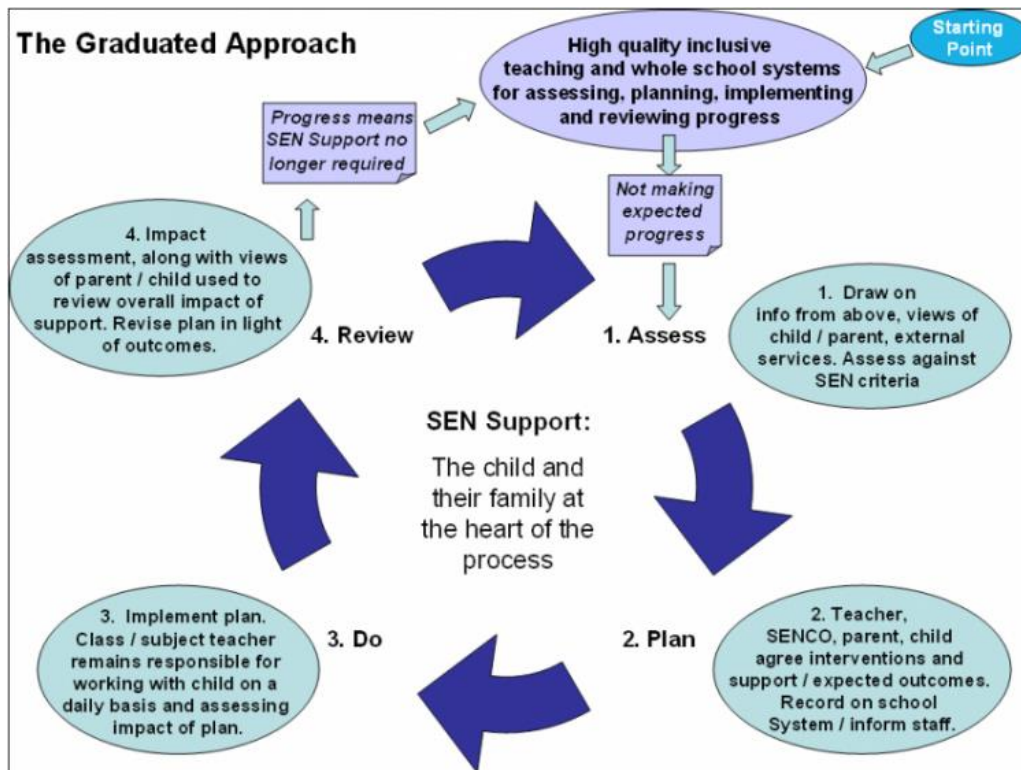 The Graduated Approach
Starting
Point
High quality inclusive
teaching and whole school systems
for assessing, planning, implementing
and reviewing progress
Progress means
SEN Support no
longer required
Not making
expected
progress
4. Impact
assessment, along with views
of parent / child used to
review overall impact of
support. Revise plan in light
of outcomes.
4. Review
1. Assess
1. Draw on
info from above, views of
child / parent, external
services. Assess against
SEN criteria
SEN Support:
The child and
their family at
the heart of the
process
3. Implement plan.
Class / subject teacher
remains responsible for
working with child on a
daily basis and assessing
impact of plan.
3. Do
2. Plan
2. Teacher,
SENCO, parent, child
agree interventions and
support / expected outcomes.
Record on school
System / inform staff.